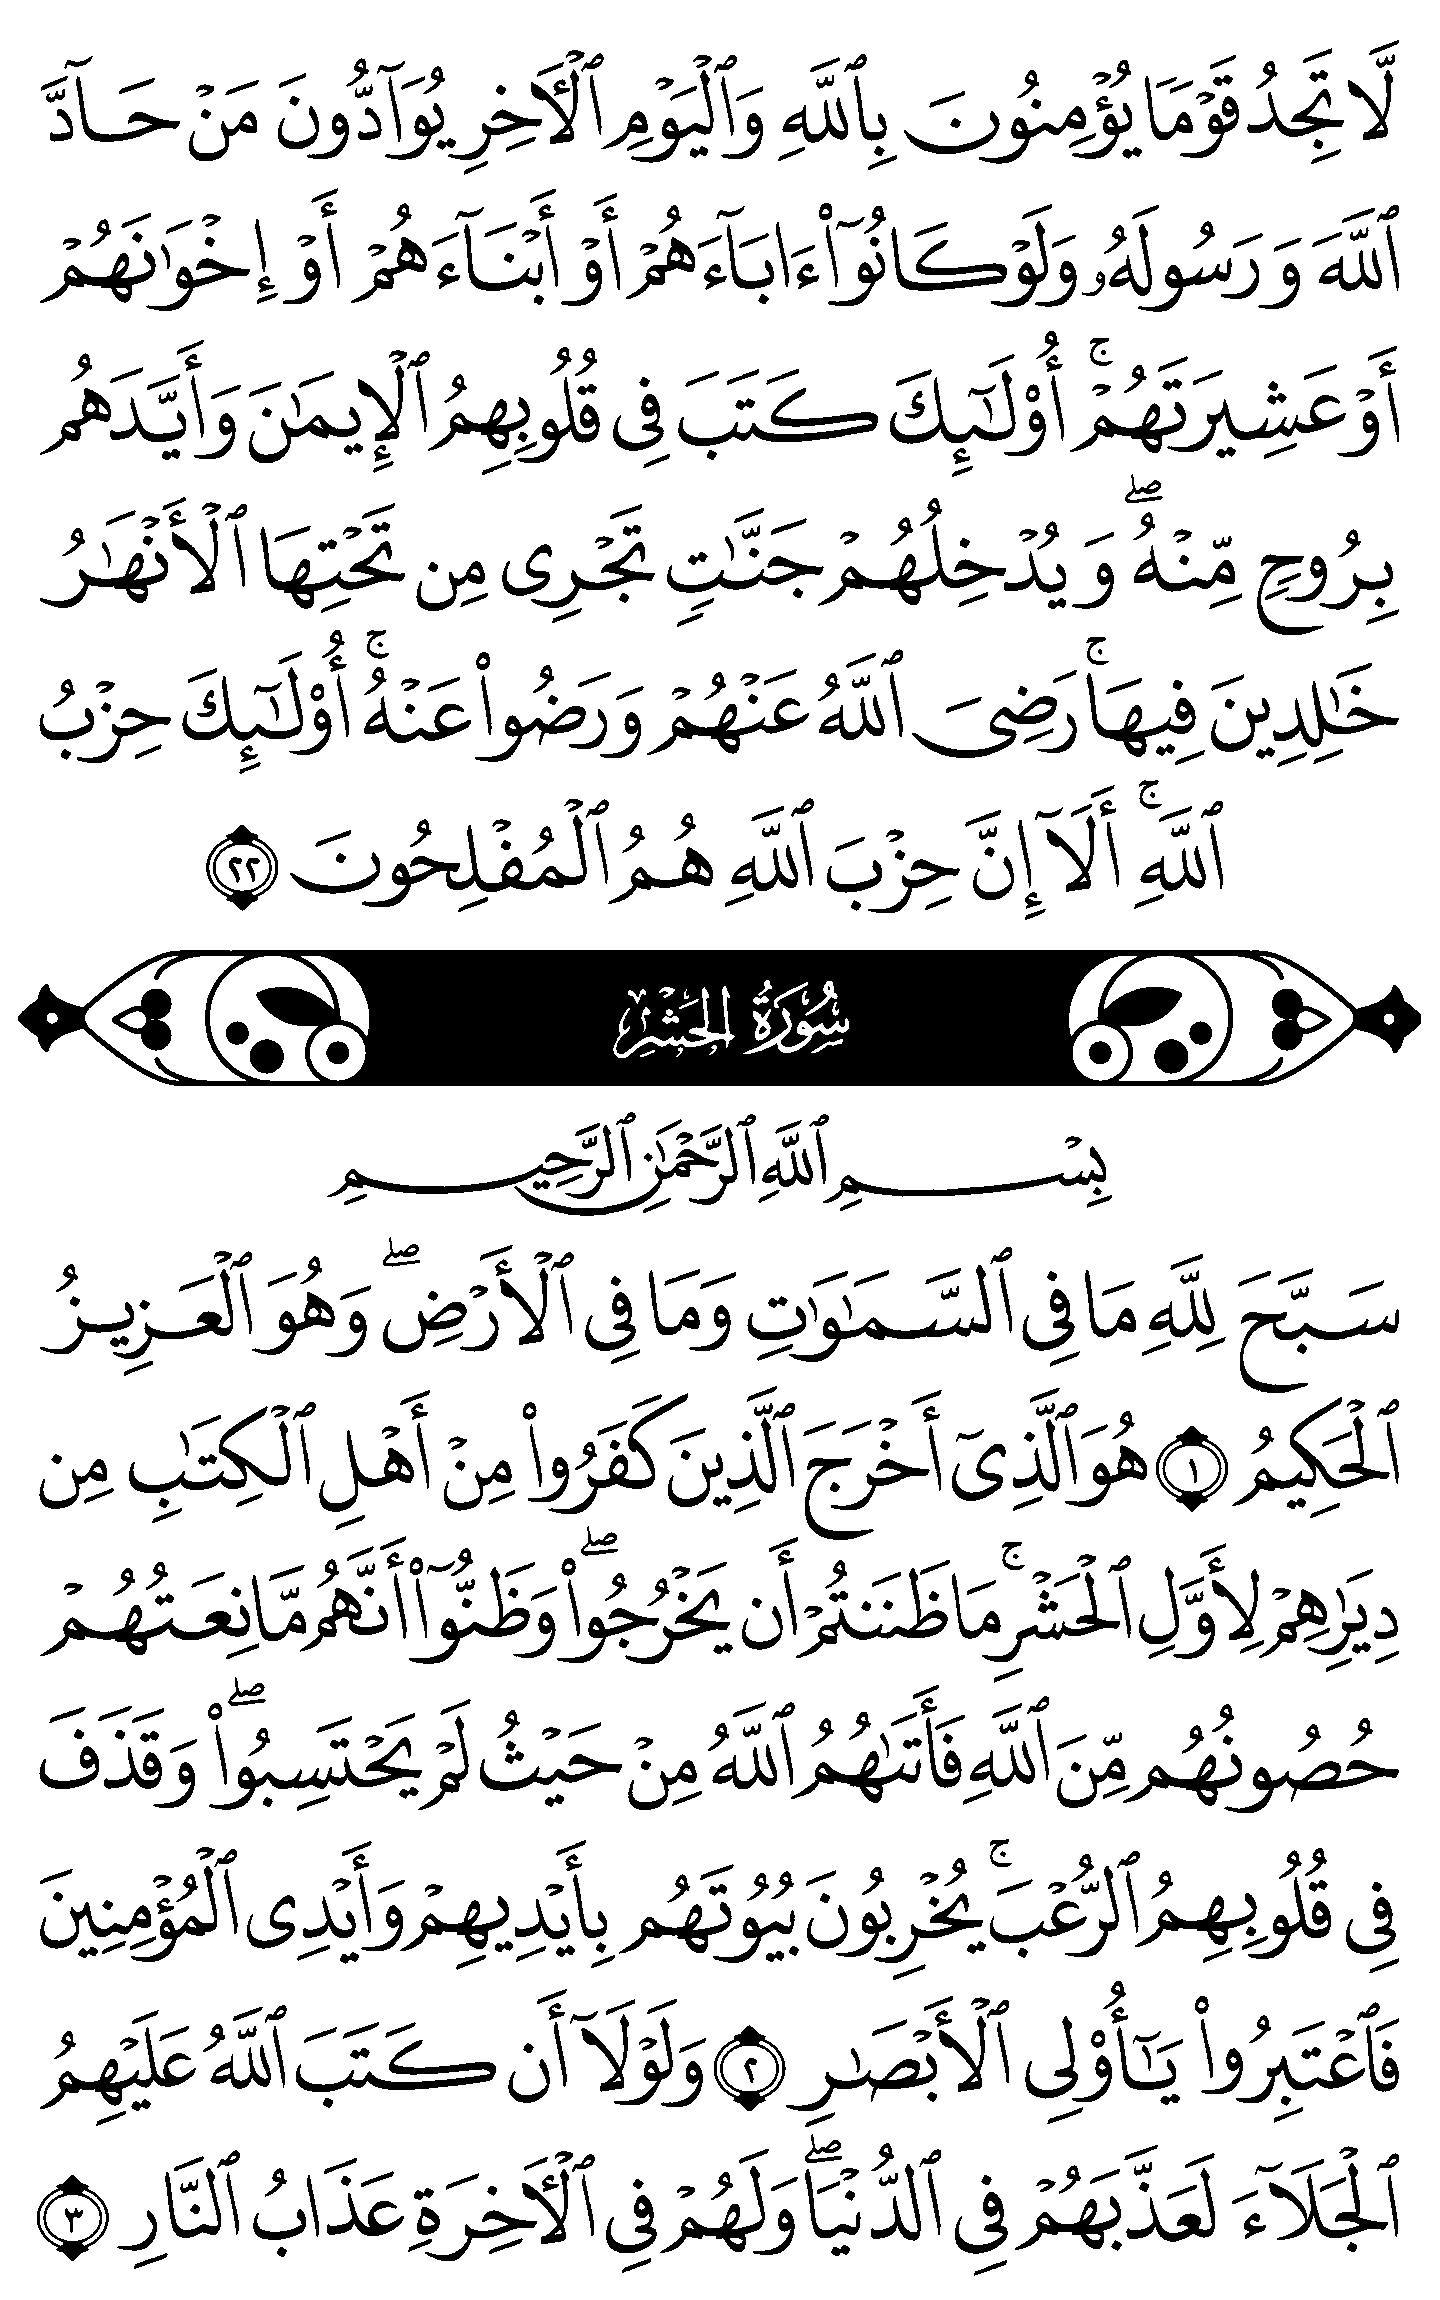 لَّا تَجِدُ قَوْمًا يُؤْمِنُونَ بِٱللَّهِ وَٱلْيَوْمِ ٱلْـَٔاخِرِ يُوَآدُّونَ مَنْ حَآدَّ
ٱللَّهَ وَرَسُولَهُۥ وَلَوْ كَانُوٓا۟ ءَابَآءَهُمْ أَوْ أَبْنَآءَهُمْ أَوْ إِخْوَٰنَهُمْ
أَوْ عَشِيرَتَهُمْ ۚ أُو۟لَـٰٓئِكَ كَتَبَ فِى قُلُوبِهِمُ ٱلْإِيمَـٰنَ وَأَيَّدَهُم
بِرُوحٍ مِّنْهُ ۖ وَيُدْخِلُهُمْ جَنَّـٰتٍ تَجْرِى مِن تَحْتِهَا ٱلْأَنْهَـٰرُ
خَـٰلِدِينَ فِيهَا ۚ رَضِىَ ٱللَّهُ عَنْهُمْ وَرَضُوا۟ عَنْهُ ۚ أُو۟لَـٰٓئِكَ حِزْبُ
ٱللَّهِ ۚ أَلَآ إِنَّ حِزْبَ ٱللَّهِ هُمُ ٱلْمُفْلِحُونَ ٢٢
سُورَةُ الحَشْرِ
بِسْمِ ٱللَّهِ ٱلرَّحْمَـٰنِ ٱلرَّحِيمِ
سَبَّحَ لِلَّهِ مَا فِى ٱلسَّمَـٰوَٰتِ وَمَا فِى ٱلْأَرْضِ ۖ وَهُوَ ٱلْعَزِيزُ
ٱلْحَكِيمُ ١ هُوَ ٱلَّذِىٓ أَخْرَجَ ٱلَّذِينَ كَفَرُوا۟ مِنْ أَهْلِ ٱلْكِتَـٰبِ مِن
دِيَـٰرِهِمْ لِأَوَّلِ ٱلْحَشْرِ ۚ مَا ظَنَنتُمْ أَن يَخْرُجُوا۟ ۖ وَظَنُّوٓا۟ أَنَّهُم مَّانِعَتُهُمْ
حُصُونُهُم مِّنَ ٱللَّهِ فَأَتَىٰهُمُ ٱللَّهُ مِنْ حَيْثُ لَمْ يَحْتَسِبُوا۟ ۖ وَقَذَفَ
فِى قُلُوبِهِمُ ٱلرُّعْبَ ۚ يُخْرِبُونَ بُيُوتَهُم بِأَيْدِيهِمْ وَأَيْدِى ٱلْمُؤْمِنِينَ
فَٱعْتَبِرُوا۟ يَـٰٓأُو۟لِى ٱلْأَبْصَـٰرِ ٢ وَلَوْلَآ أَن كَتَبَ ٱللَّهُ عَلَيْهِمُ
ٱلْجَلَآءَ لَعَذَّبَهُمْ فِى ٱلدُّنْيَا ۖ وَلَهُمْ فِى ٱلْـَٔاخِرَةِ عَذَابُ ٱلنَّارِ ٣